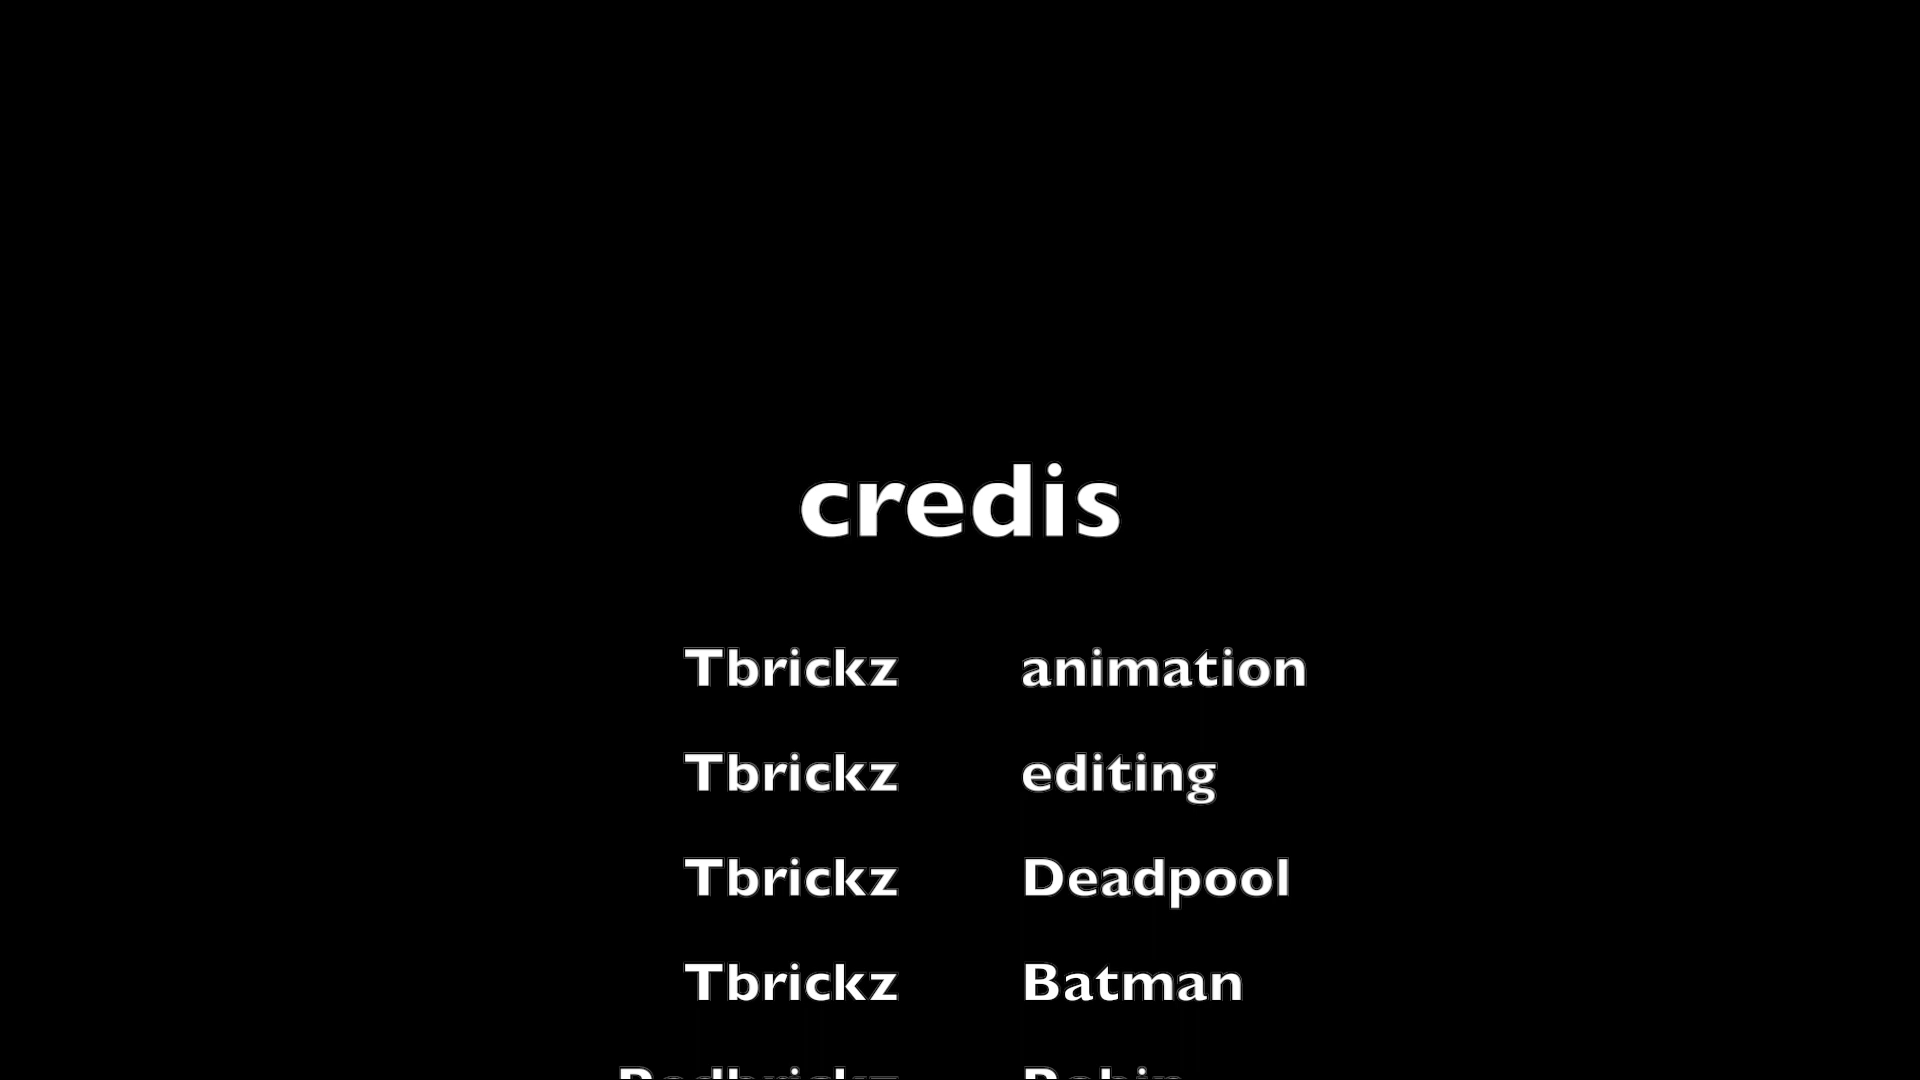 credis
Tbrickz animation
Tbrickz editing
Tbrickz Deadpool
Tbrickz Batman